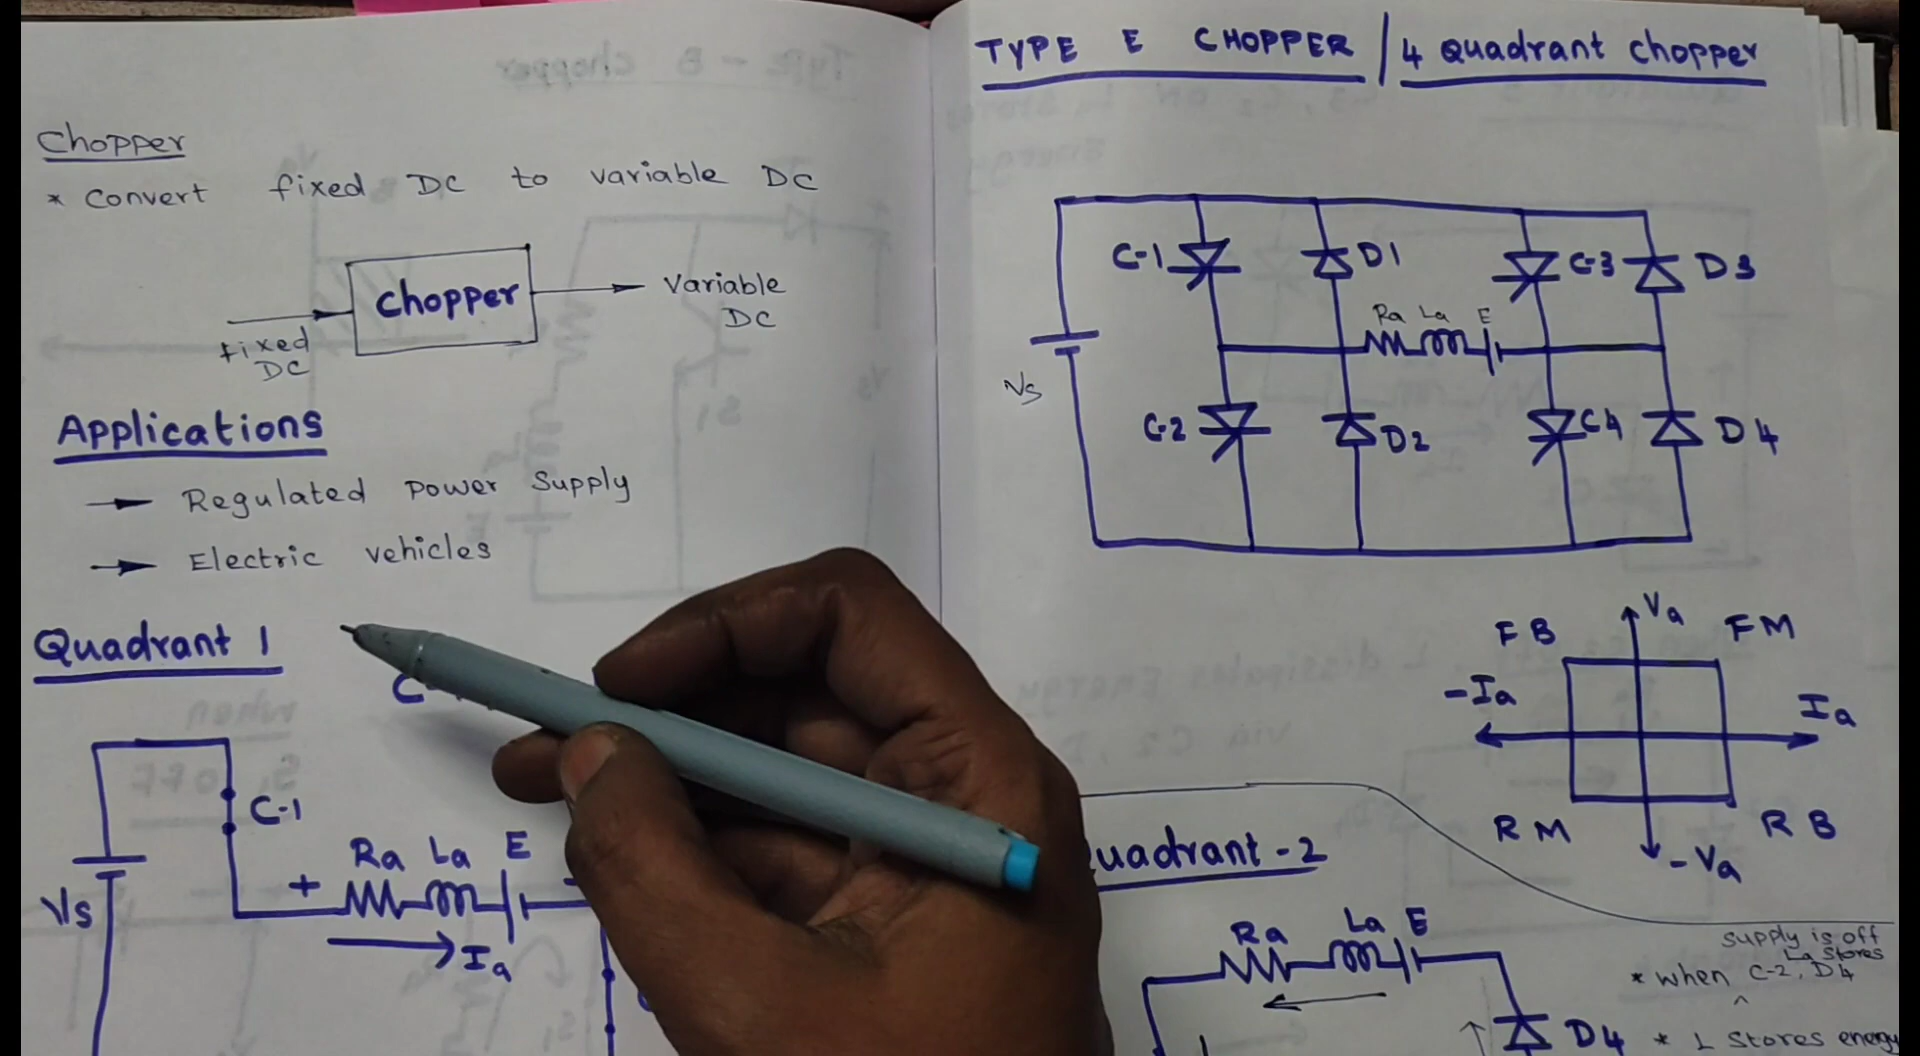 Chopper
* Convert fixed DC to variable DC
Chopper
fixed
DC
Variable
DC
Applications
→ Regulated power Supply
→ Electric vehicles
Quadrant 1
C-1
Vs
+
Ra La E
-
Ia
TYPE E CHOPPER / 4 Quadrant chopper
C-1
D1
C-3
D3
Ra La E
Vs
C-2
D2
C4
D4
Va
FB
FM
-Ia
Ia
RM
RB
-Va
uadrant-2
Ra
La E
D4
supply is off
La stores
* when C-2, D4
^
* L stores energy